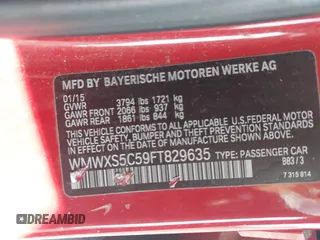 MFD BY BAYERISCHE MOTOREN WERKE AG
01/15
GVWR 3794 lbs 1721 kg
GAWR FRONT 2066 lbs 937 kg
GAWR REAR 1861 lbs 844 kg
THIS VEHICLE CONFORMS TO ALL APPLICABLE U.S. FEDERAL MOTOR
VEHICLE SAFETY, BUMPER, AND THEFT PREVENTION STANDARDS
IN EFFECT ON THE DATE OF MANUFACTURE SHOWN ABOVE.
WMWXS5C59FT829635 TYPE: PASSENGER CAR
883/3
7 315 814
DIAMOND.BID